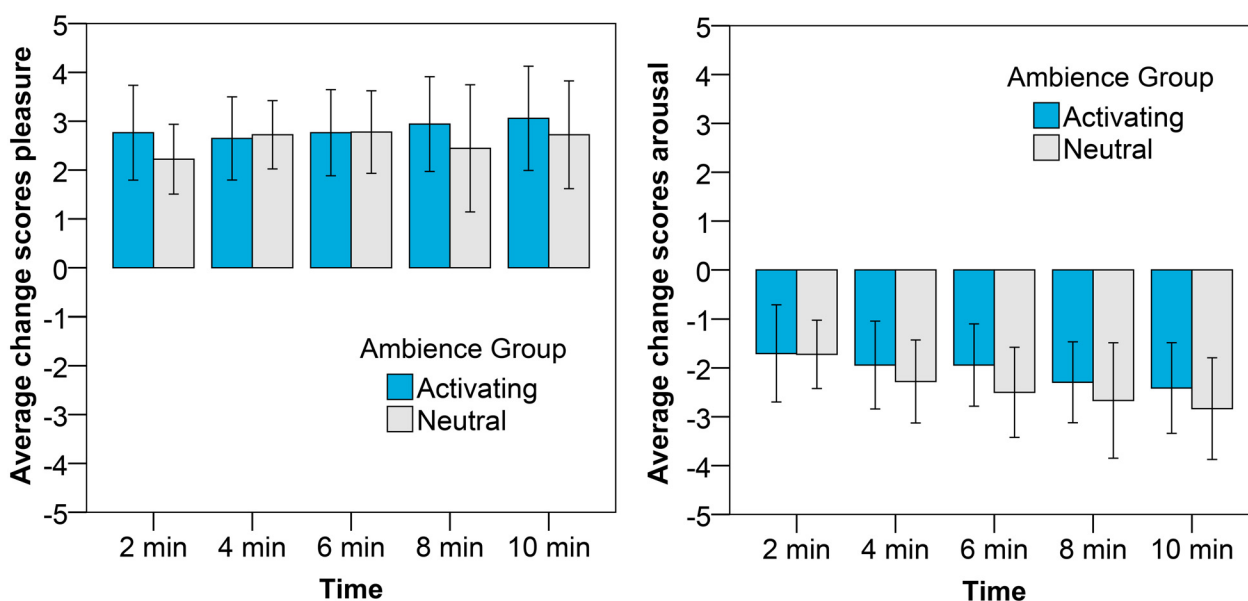 Average change scores pleasure
5
4
3
2
1
0
-1
-2
-3
-4
-5
Ambience Group
Activating
Neutral
2 min 4 min 6 min 8 min 10 min
Time
Average change scores arousal
5
4
3
2
1
0
-1
-2
-3
-4
-5
Ambience Group
Activating
Neutral
2 min 4 min 6 min 8 min 10 min
Time